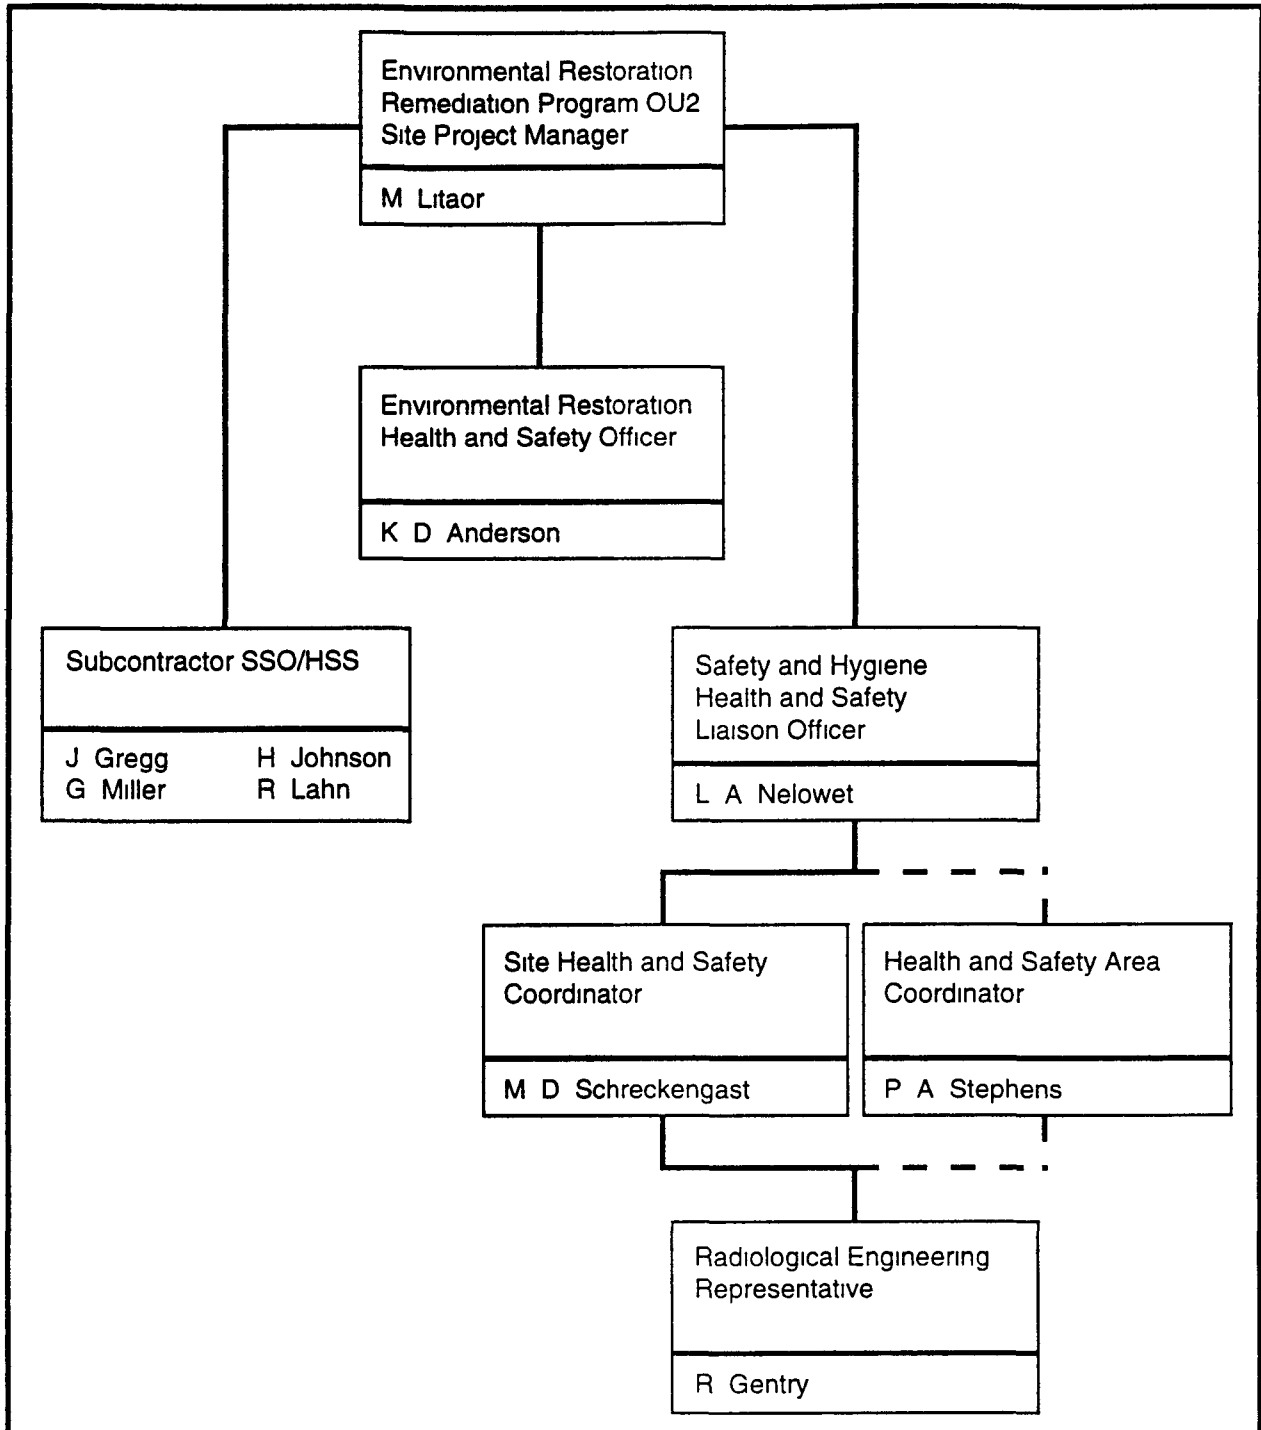 Environmental Restoration
Remediation Program OU2
Site Project Manager
M Litaor
Environmental Restoration
Health and Safety Officer
K D Anderson
Subcontractor SSO/HSS
J Gregg H Johnson
G Miller R Lahn
Safety and Hygiene
Health and Safety
Liaison Officer
L A Nelowet
Site Health and Safety
Coordinator
M D Schreckengast
Health and Safety Area
Coordinator
P A Stephens
Radiological Engineering
Representative
R Gentry